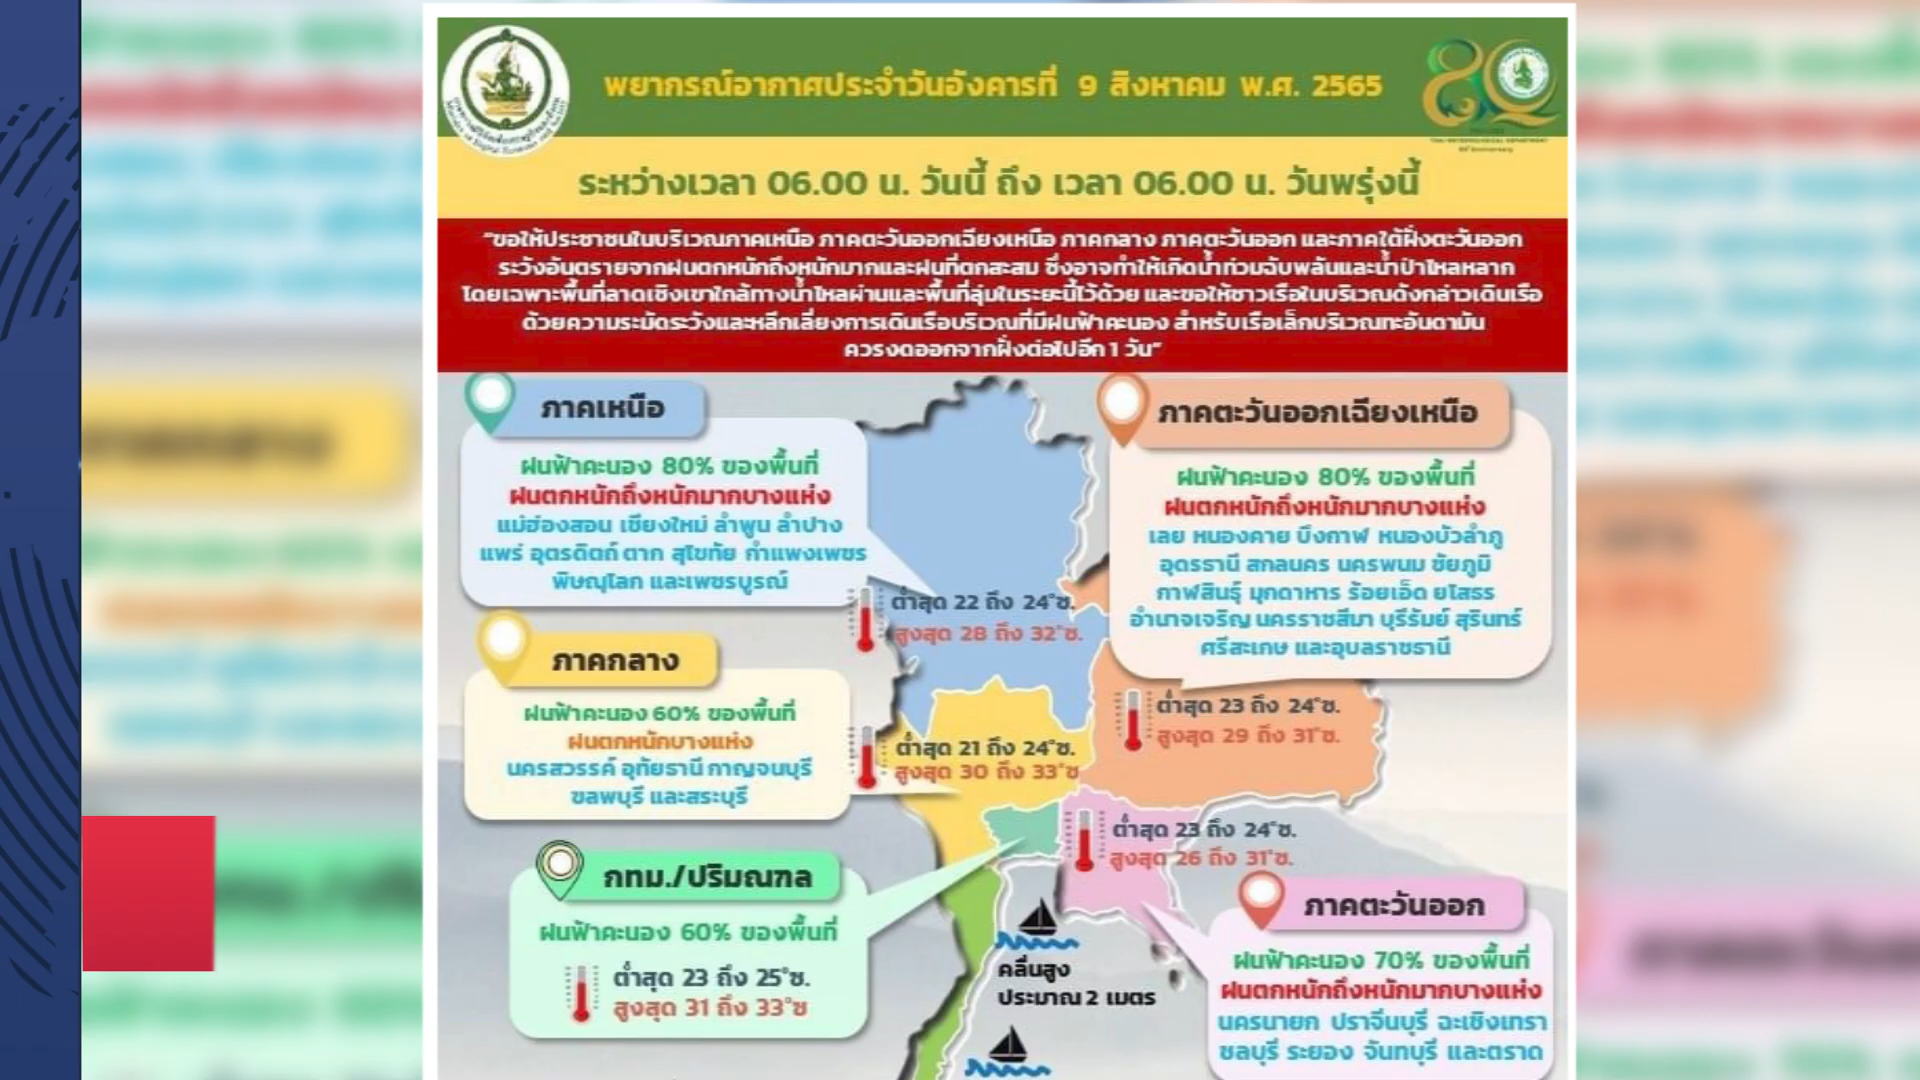 พยากรณ์อากาศประจำวันอังคารที่ 9 สิงหาคม พ.ศ. 2565
ระหว่างเวลา 06.00 น. วันนี้ ถึง เวลา 06.00 น. วันพรุ่งนี้
"ขอให้ประชาชนในบริเวณภาคเหนือ ภาคตะวันออกเฉียงเหนือ ภาคกลาง ภาคตะวันออก และภาคใต้ฝั่งตะวันออก
ระวังอันตรายจากฝนตกหนักถึงหนักมากและฝนที่ตกสะสม ซึ่งอาจทำให้เกิดน้ำท่วมฉับพลันและน้ำป่าไหลหลาก
โดยเฉพาะพื้นที่ลาดเชิงเขาใกล้ทางน้ำไหลผ่านและพื้นที่ลุ่มในระยะนี้ไว้ด้วย และขอให้ชาวเรือในบริเวณดังกล่าวเดินเรือ
ด้วยความระมัดระวังและหลีกเลี่ยงการเดินเรือบริเวณที่มีฝนฟ้าคะนอง สำหรับเรือเล็กบริเวณทะอันดามัน
ควรงดออกจากฝั่งต่อไปอีก 1 วัน"
ภาคเหนือ
ฝนฟ้าคะนอง 80% ของพื้นที่
ฝนตกหนักถึงหนักมากบางแห่ง
แม่ฮ่องสอน เชียงใหม่ ลำพูน ลำปาง
แพร่ อุตรดิตถ์ ตาก สุโขทัย กำแพงเพชร
พิษณุโลก และเพชรบูรณ์
ต่ำสุด 22 ถึง 24°ซ.
สูงสุด 28 ถึง 32°ซ.
ภาคตะวันออกเฉียงเหนือ
ฝนฟ้าคะนอง 80% ของพื้นที่
ฝนตกหนักถึงหนักมากบางแห่ง
เลย หนองคาย บึงกาฬ หนองบัวลำภู
อุดรธานี สกลนคร นครพนม ชัยภูมิ
กาฬสินธุ์ มุกดาหาร ร้อยเอ็ด ยโสธร
อำนาจเจริญ นครราชสีมา บุรีรัมย์ สุรินทร์
ศรีสะเกษ และอุบลราชธานี
ต่ำสุด 23 ถึง 24°ซ.
สูงสุด 29 ถึง 31°ซ.
ภาคกลาง
ฝนฟ้าคะนอง 60% ของพื้นที่
ฝนตกหนักบางแห่ง
นครสวรรค์ อุทัยธานี กาญจนบุรี
ขลพบุรี และสระบุรี
ต่ำสุด 21 ถึง 24°ซ.
สูงสุด 30 ถึง 33°ซ
กทม./ปริมณฑล
ฝนฟ้าคะนอง 60% ของพื้นที่
ต่ำสุด 23 ถึง 25°ซ.
สูงสุด 31 ถึง 33°ซ
ต่ำสุด 23 ถึง 24°ซ.
สูงสุด 26 ถึง 31°ซ.
ภาคตะวันออก
ฝนฟ้าคะนอง 70% ของพื้นที่
ฝนตกหนักถึงหนักมากบางแห่ง
นครนายก ปราจีนบุรี ฉะเชิงเทรา
ชลบุรี ระยอง จันทบุรี และตราด
คลื่นสูง
ประมาณ 2 เมตร